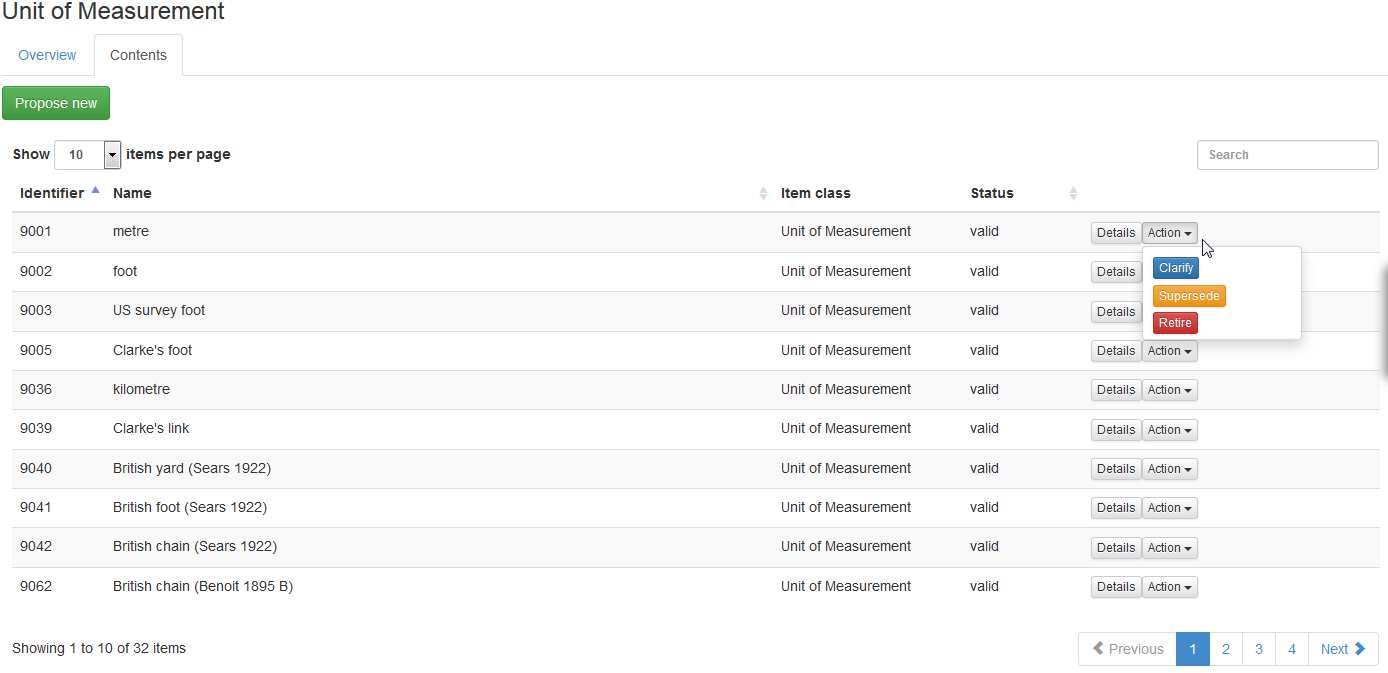 Unit of Measurement
Overview Contents
Propose new
Show 10 items per page Search
Identifier Name Item class Status
9001 metre Unit of Measurement valid Details Action
Clarify
9002 foot Unit of Measurement valid Details
Supersede
9003 US survey foot Unit of Measurement valid Details
Retire
9005 Clarke's foot Unit of Measurement valid Details Action
9036 kilometre Unit of Measurement valid Details Action
9039 Clarke's link Unit of Measurement valid Details Action
9040 British yard (Sears 1922) Unit of Measurement valid Details Action
9041 British foot (Sears 1922) Unit of Measurement valid Details Action
9042 British chain (Sears 1922) Unit of Measurement valid Details Action
9062 British chain (Benoit 1895 B) Unit of Measurement valid Details Action
Showing 1 to 10 of 32 items Previous 1 2 3 4 Next